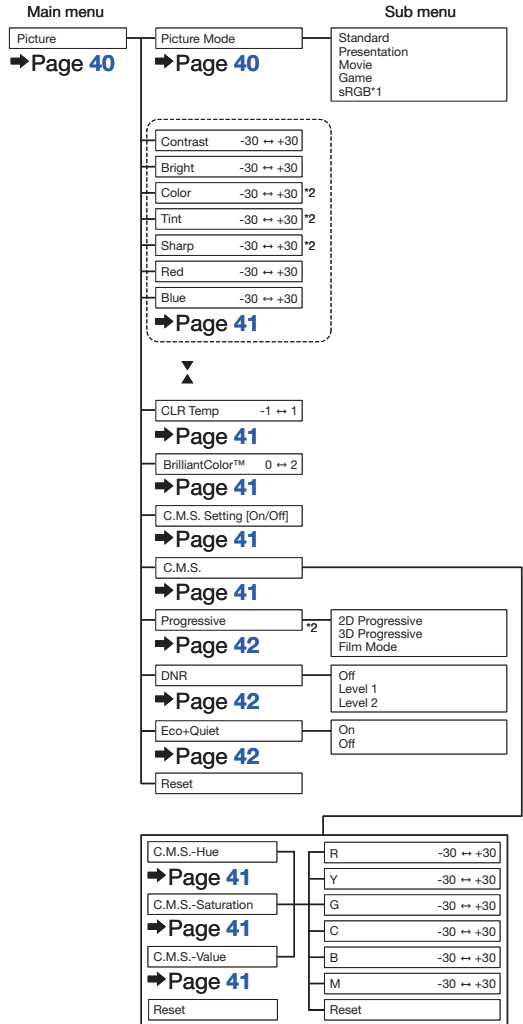 Main menu
Sub menu
Picture
➡Page 40
Picture Mode
➡Page 40
Standard
Presentation
Movie
Game
sRGB*1
Contrast -30 ↔ +30
Bright -30 ↔ +30
Color -30 ↔ +30 *2
Tint -30 ↔ +30 *2
Sharp -30 ↔ +30 *2
Red -30 ↔ +30
Blue -30 ↔ +30
➡Page 41
CLR Temp -1 ↔ 1
➡Page 41
BrilliantColor™ 0 ↔ 2
➡Page 41
C.M.S. Setting [On/Off]
➡Page 41
C.M.S.
➡Page 41
Progressive *2
➡Page 42
2D Progressive
3D Progressive
Film Mode
DNR
➡Page 42
Off
Level 1
Level 2
Eco+Quiet
➡Page 42
On
Off
Reset
C.M.S.-Hue
➡Page 41
C.M.S.-Saturation
➡Page 41
C.M.S.-Value
➡Page 41
Reset
R -30 ↔ +30
Y -30 ↔ +30
G -30 ↔ +30
C -30 ↔ +30
B -30 ↔ +30
M -30 ↔ +30
Reset